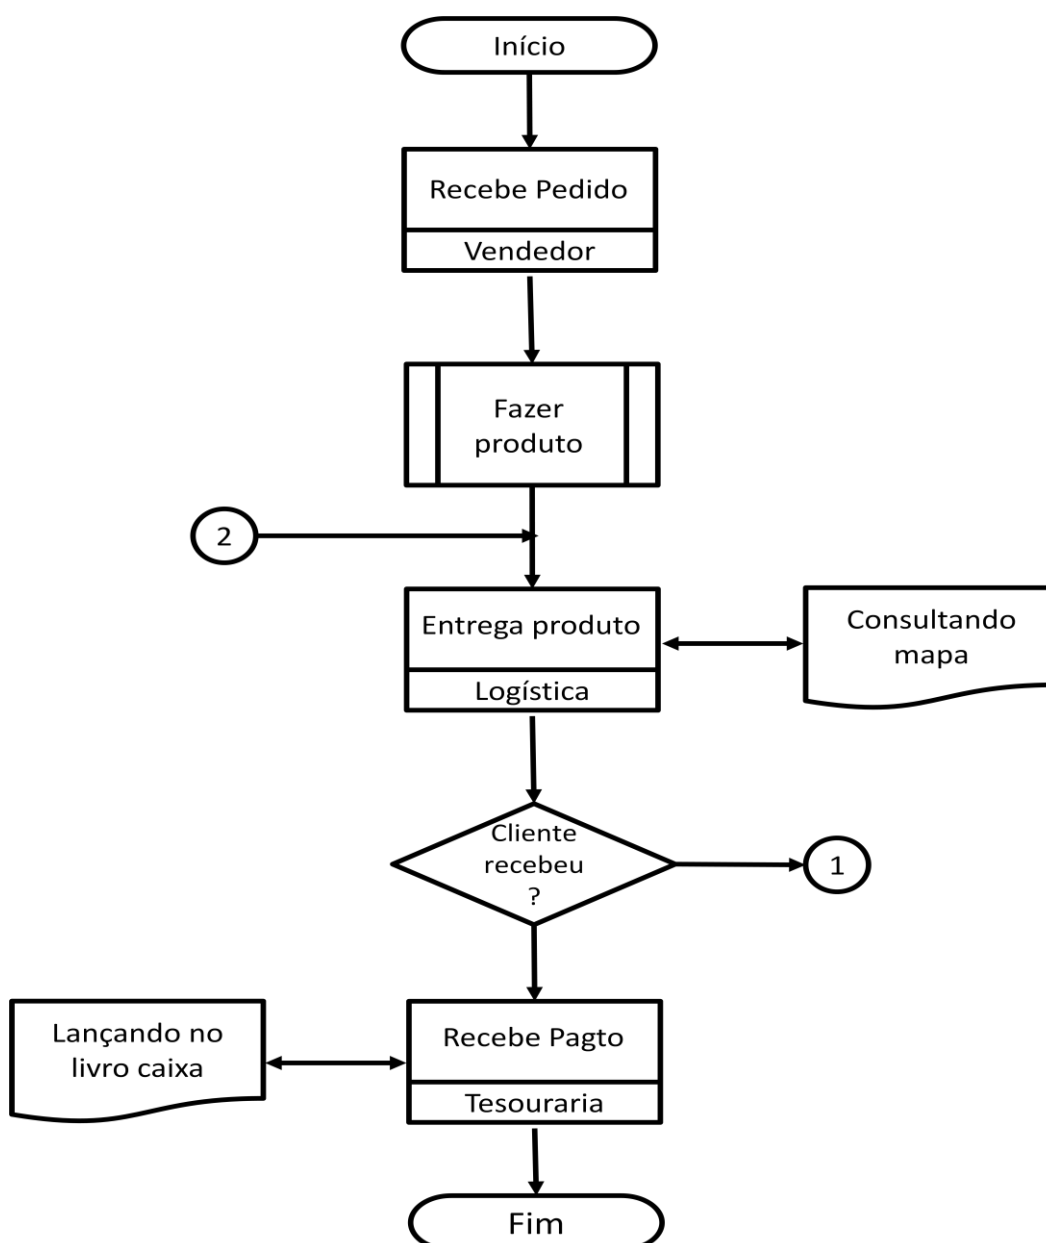 Início
Recebe Pedido
Vendedor
Fazer
produto
2
Entrega produto
Logística
Consultando
mapa
Cliente
recebeu
?
1
Lançando no
livro caixa
Recebe Pagto
Tesouraria
Fim